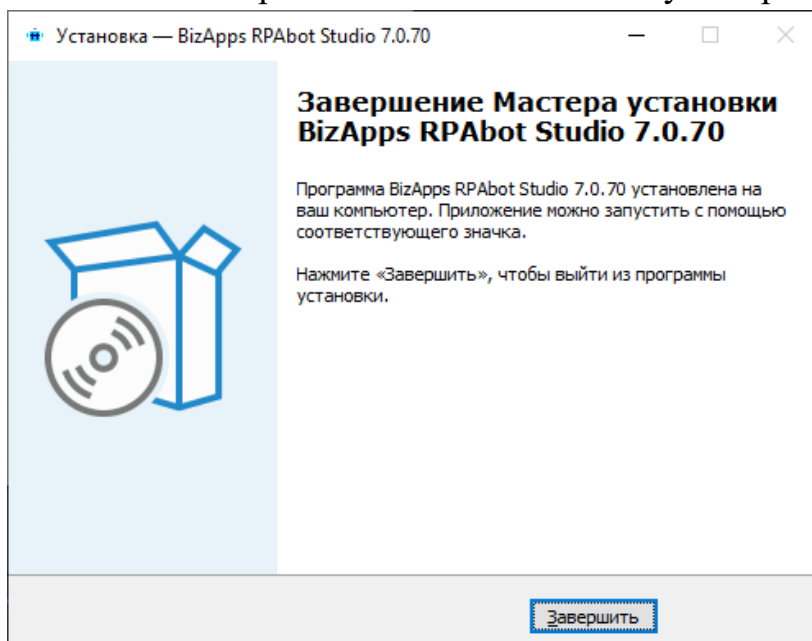 Установка — BizApps RPAbot Studio 7.0.70
Завершение Мастера установки
BizApps RPAbot Studio 7.0.70
Программа BizApps RPAbot Studio 7.0.70 установлена на
ваш компьютер. Приложение можно запустить с помощью
соответствующего значка.
Нажмите «Завершить», чтобы выйти из программы
установки.
Завершить